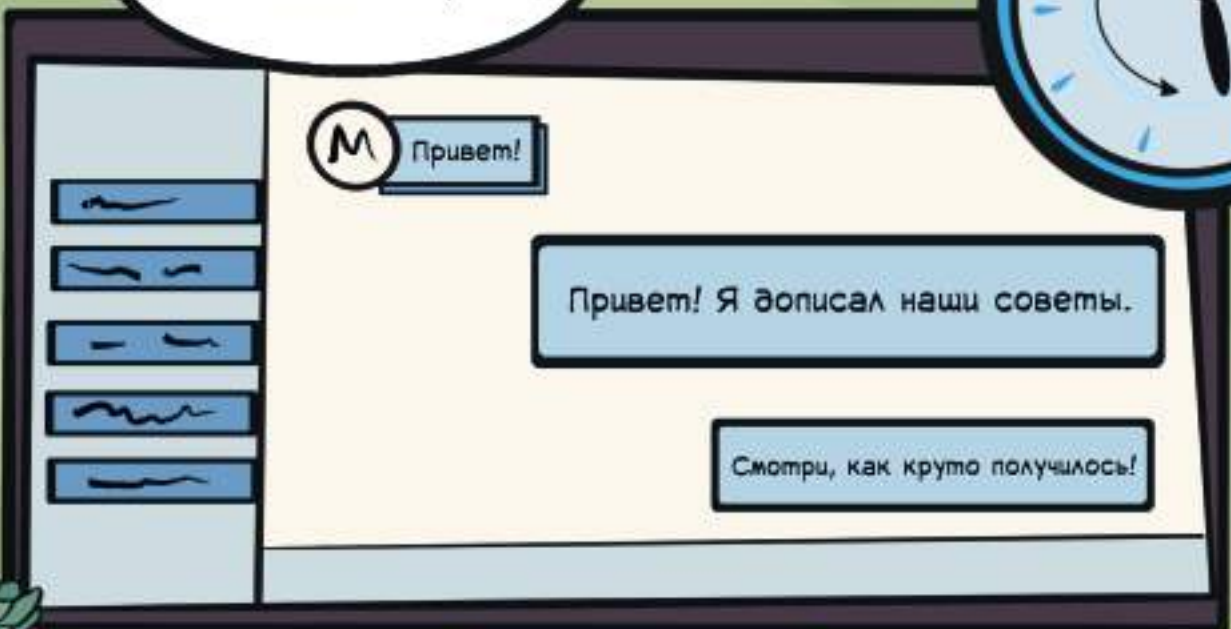 М
Привет!
Привет! Я дописал наши советы.
Смотри, как круто получилось!